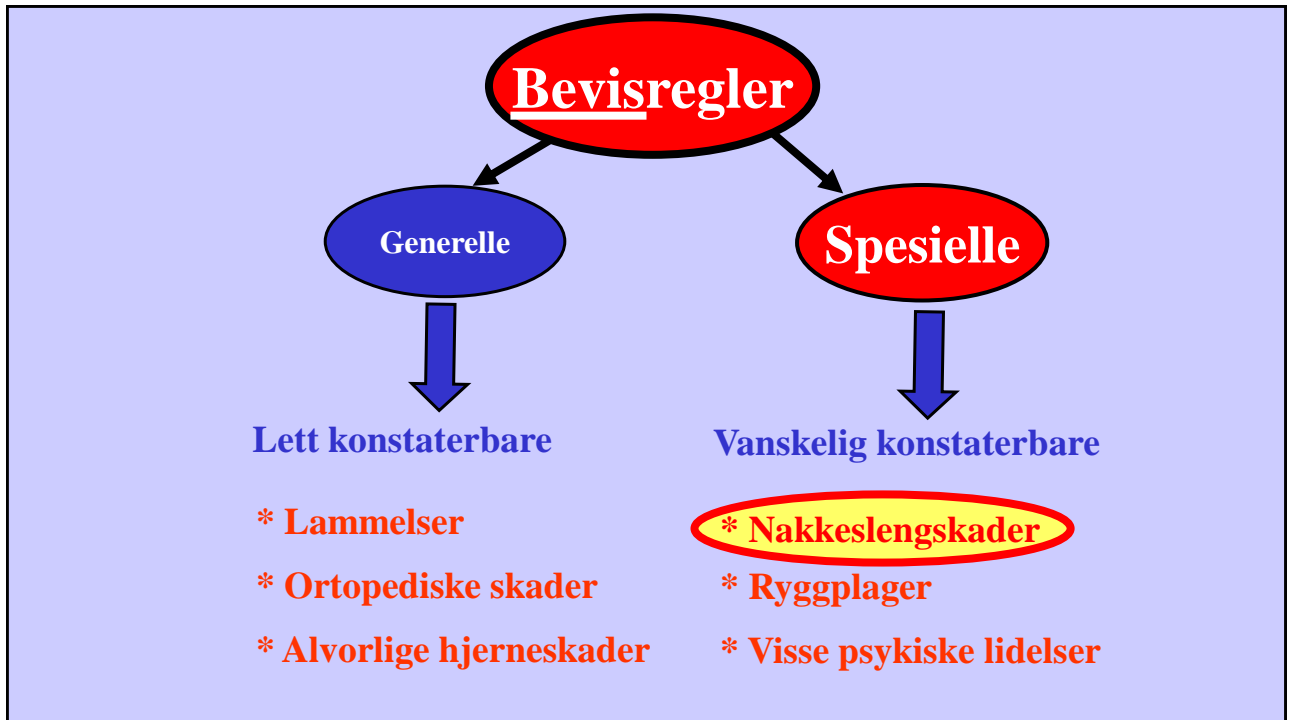 Bevisregler
Generelle
Spesielle
Lett konstaterbare
* Lammelser
* Ortopediske skader
* Alvorlige hjerneskader
Vanskelig konstaterbare
* Nakkeslengskader
* Ryggplager
* Visse psykiske lidelser